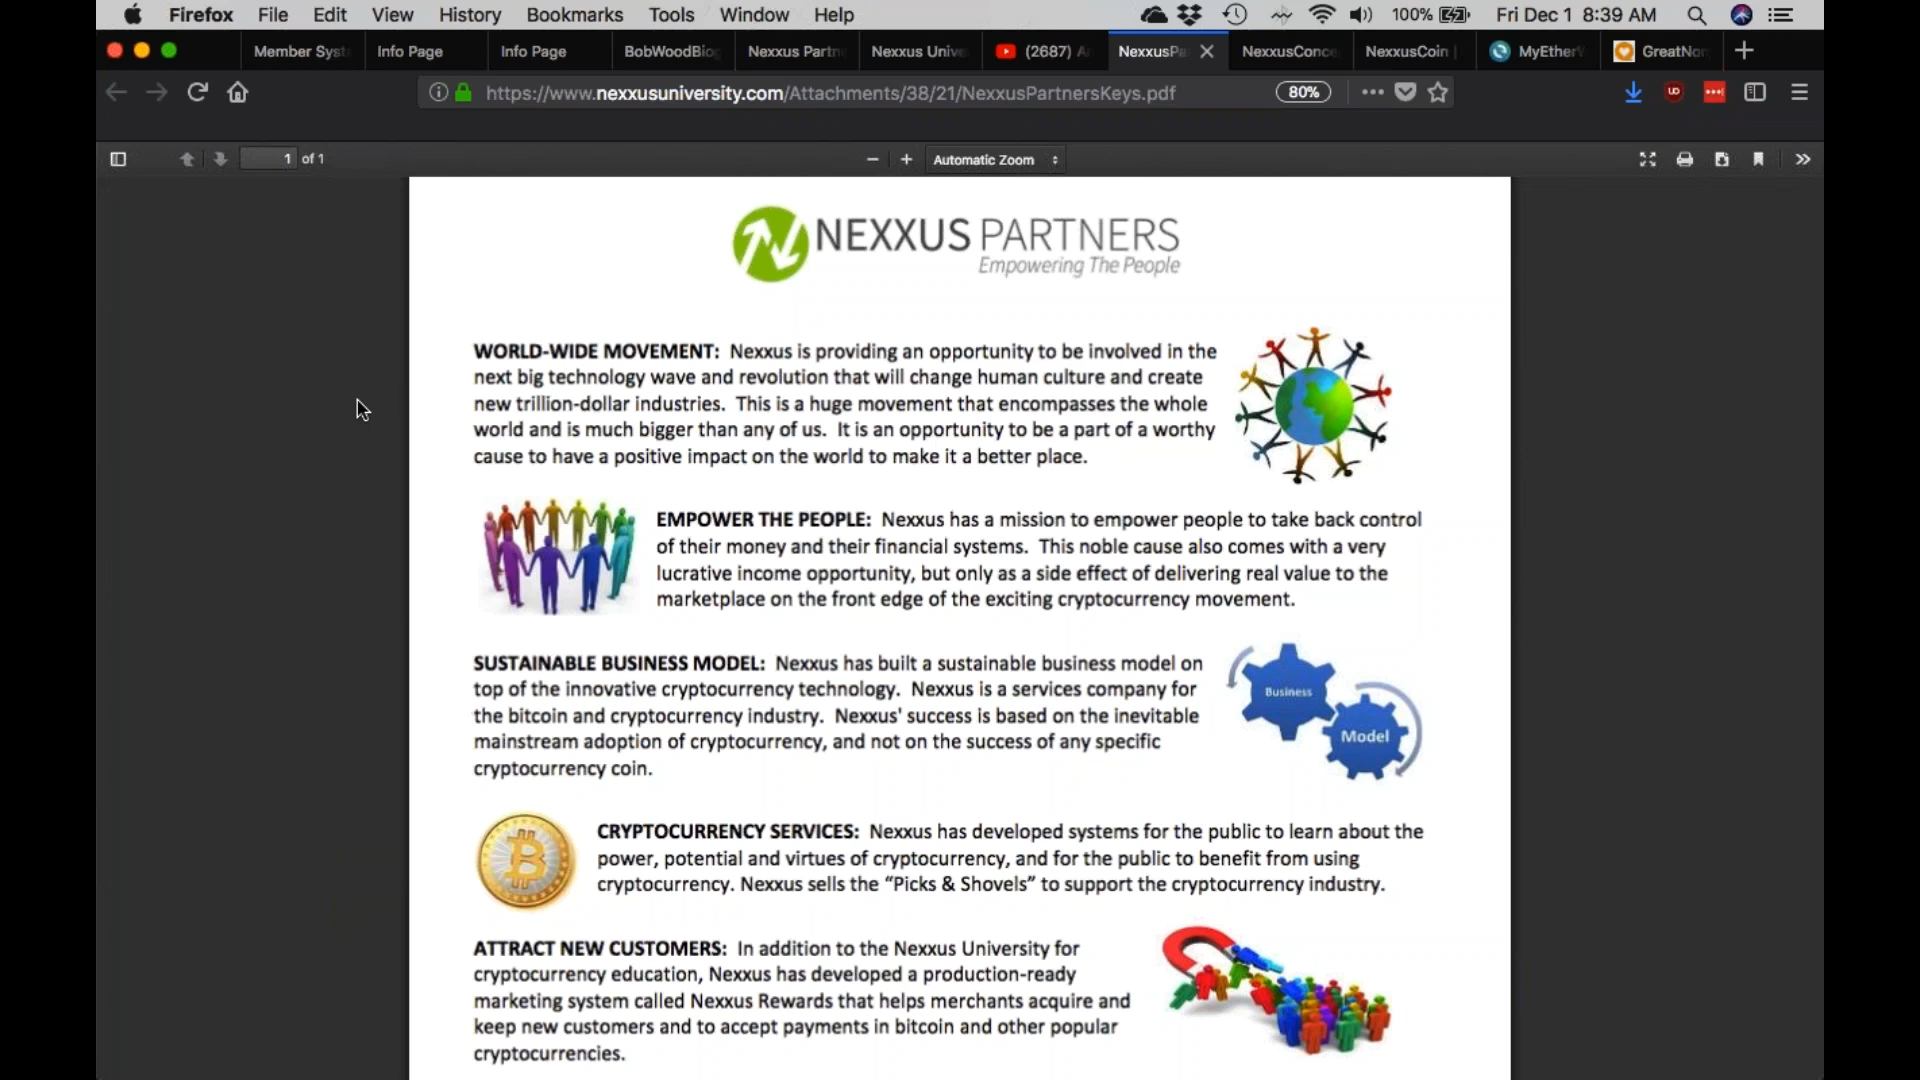 Firefox File Edit View History Bookmarks Tools Window Help 100% Fri Dec 1 8:39 AM
Member Syst Info Page Info Page BobWoodBlo Nexxus Partn Nexxus Unive (2687) A NexxusPa NexxusConce NexxusCoin | MyEtherW GreatNon
https://www.nexxusuniversity.com/Attachments/38/21/NexxusPartnersKeys.pdf 80%
1 of 1 Automatic Zoom
NEXXUS PARTNERS
Empowering The People
WORLD-WIDE MOVEMENT: Nexxus is providing an opportunity to be involved in the
next big technology wave and revolution that will change human culture and create
new trillion-dollar industries. This is a huge movement that encompasses the whole
world and is much bigger than any of us. It is an opportunity to be a part of a worthy
cause to have a positive impact on the world to make it a better place.
EMPOWER THE PEOPLE: Nexxus has a mission to empower people to take back control
of their money and their financial systems. This noble cause also comes with a very
lucrative income opportunity, but only as a side effect of delivering real value to the
marketplace on the front edge of the exciting cryptocurrency movement.
SUSTAINABLE BUSINESS MODEL: Nexxus has built a sustainable business model on
top of the innovative cryptocurrency technology. Nexxus is a services company for
the bitcoin and cryptocurrency industry. Nexxus' success is based on the inevitable
mainstream adoption of cryptocurrency, and not on the success of any specific
cryptocurrency coin.
Business
Model
CRYPTOCURRENCY SERVICES: Nexxus has developed systems for the public to learn about the
power, potential and virtues of cryptocurrency, and for the public to benefit from using
cryptocurrency. Nexxus sells the “Picks & Shovels” to support the cryptocurrency industry.
ATTRACT NEW CUSTOMERS: In addition to the Nexxus University for
cryptocurrency education, Nexxus has developed a production-ready
marketing system called Nexxus Rewards that helps merchants acquire and
keep new customers and to accept payments in bitcoin and other popular
cryptocurrencies.